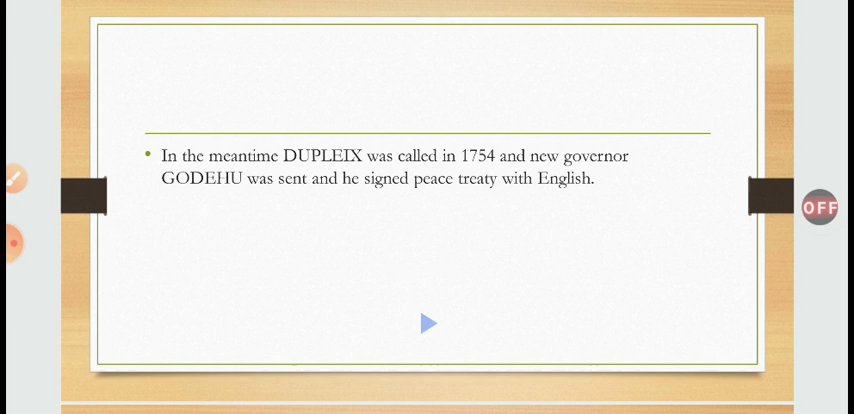 • In the meantime DUPLEIX was called in 1754 and new governor
GODEHU was sent and he signed peace treaty with English.
OFF